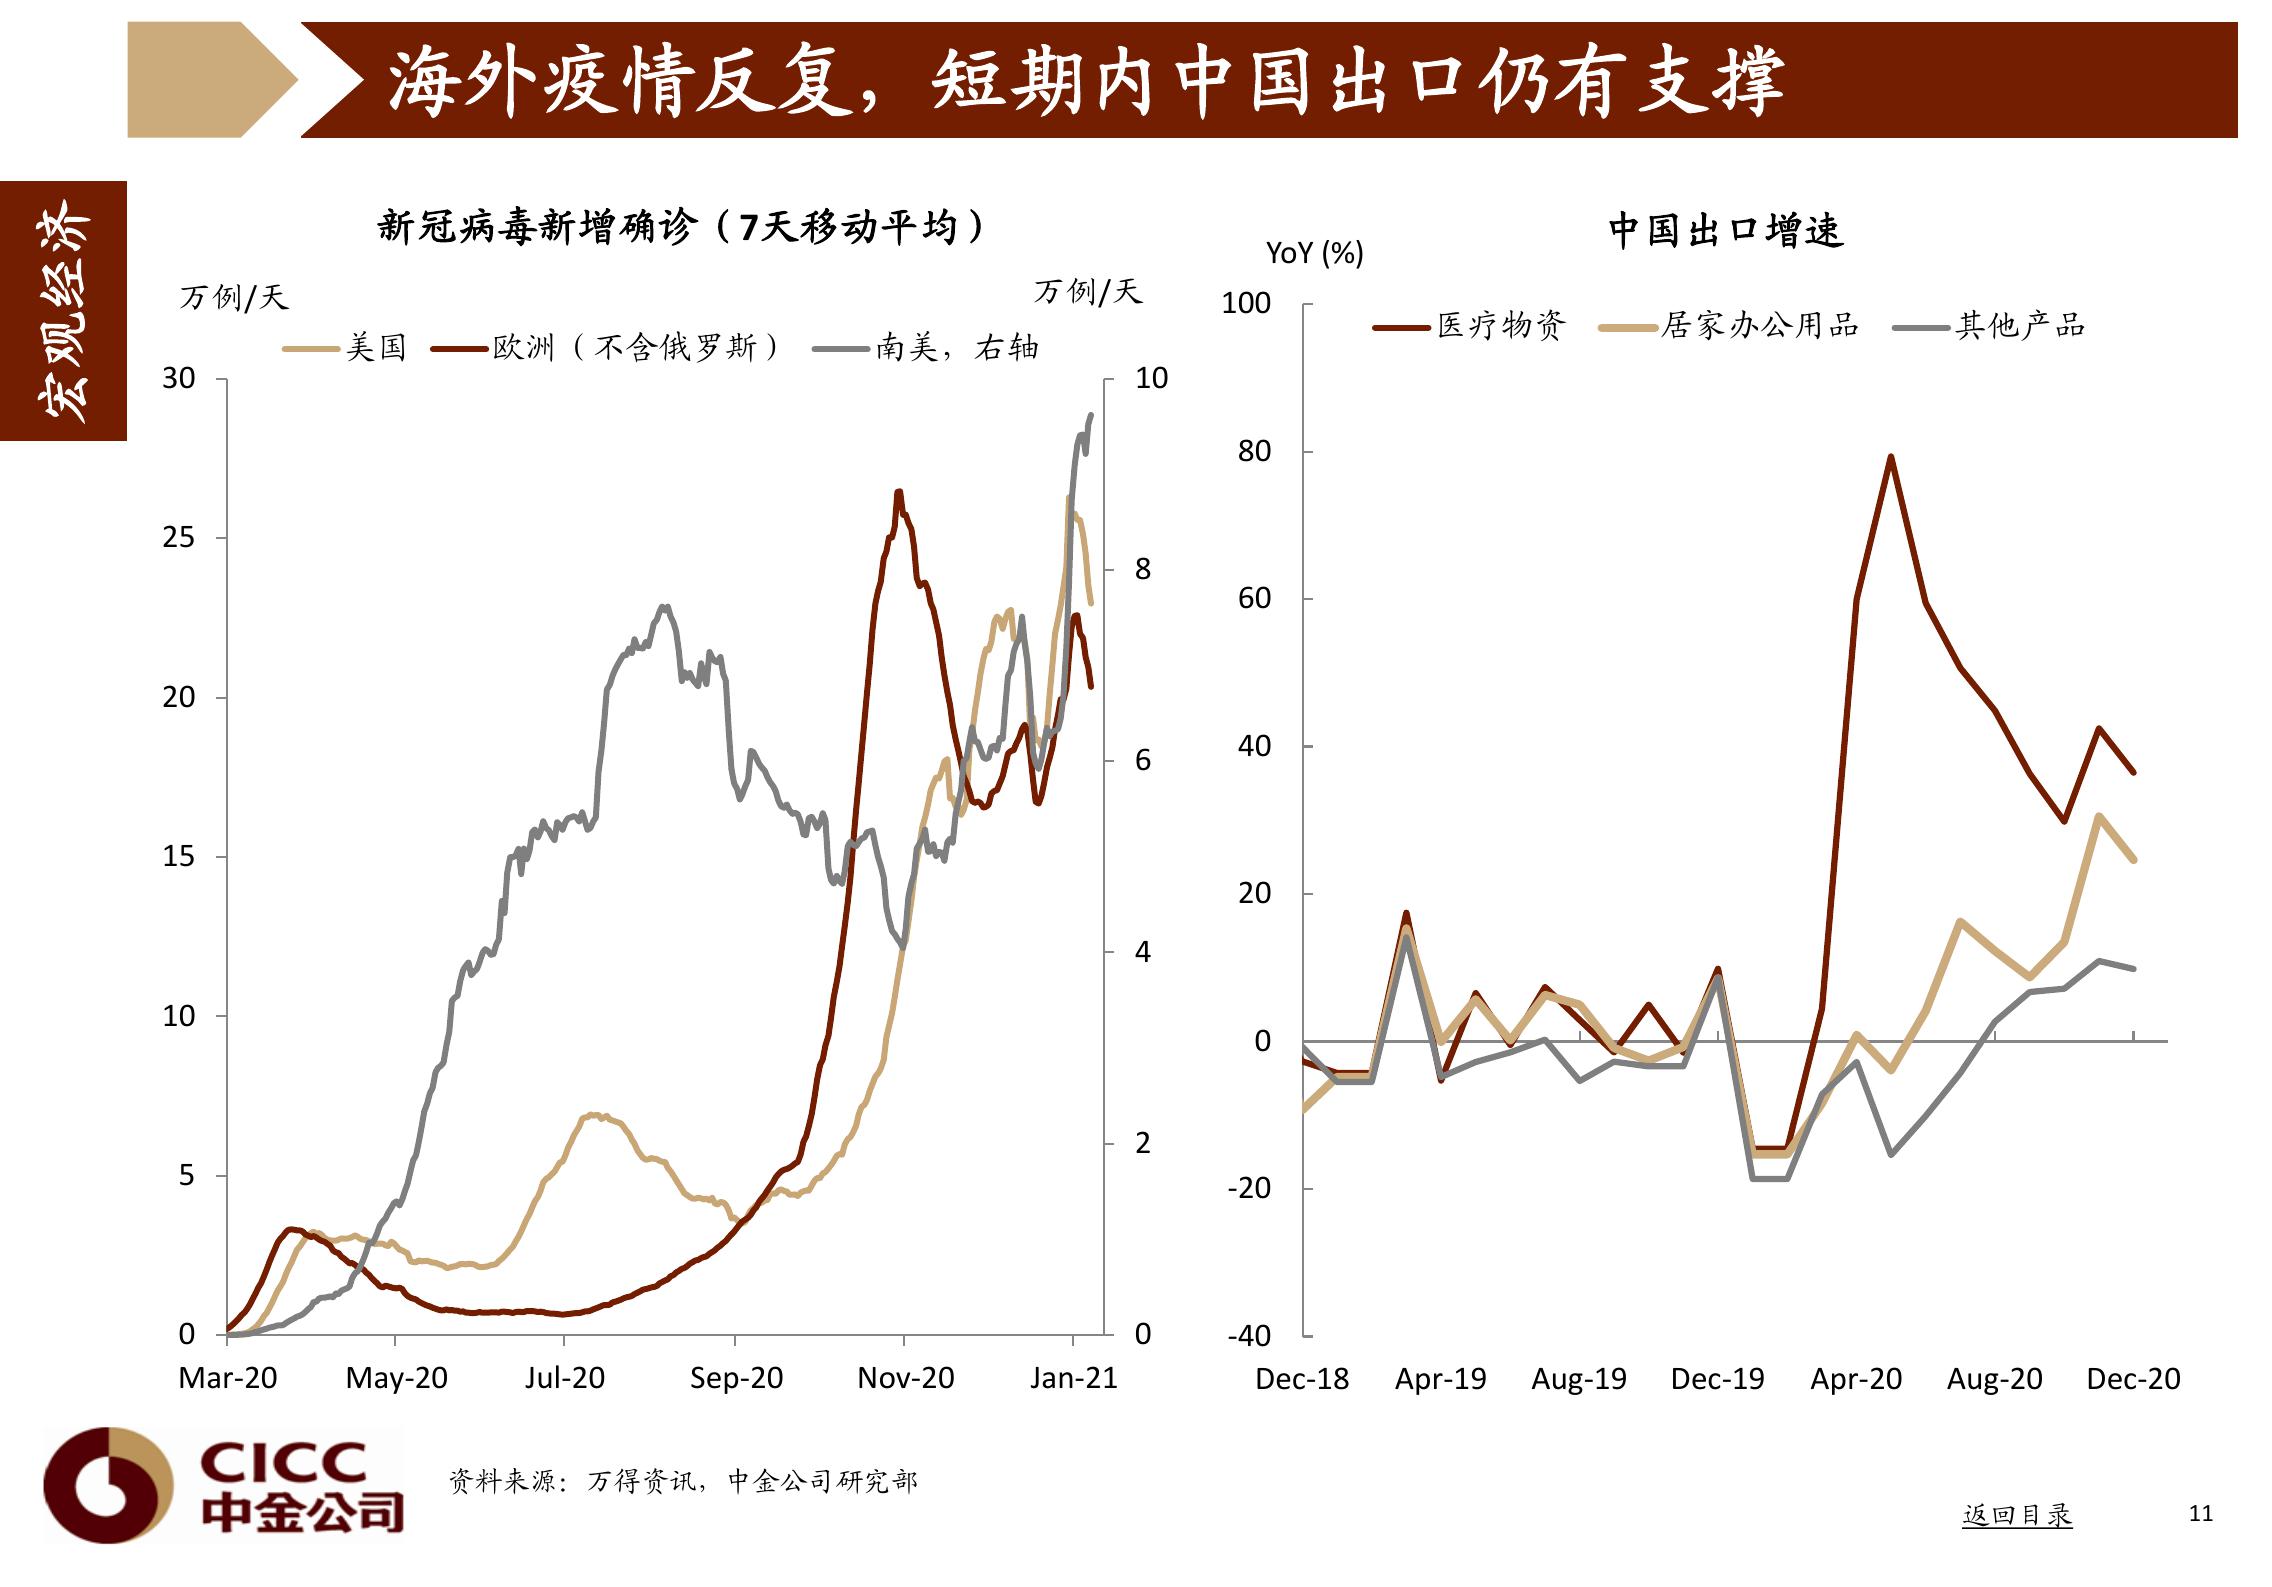 海外疫情反复，短期内中国出口仍有支撑
宏观经济
新冠病毒新增确诊（7天移动平均）
万例/天
万例/天
美国
欧洲（不含俄罗斯）
南美，右轴
30
25
20
15
10
5
0
10
8
6
4
2
0
Mar-20
May-20
Jul-20
Sep-20
Nov-20
Jan-21
中国出口增速
YoY (%)
医疗物资
居家办公用品
其他产品
100
80
60
40
20
0
-20
-40
Dec-18
Apr-19
Aug-19
Dec-19
Apr-20
Aug-20
Dec-20
CICC
中金公司
资料来源：万得资讯，中金公司研究部
返回目录
11